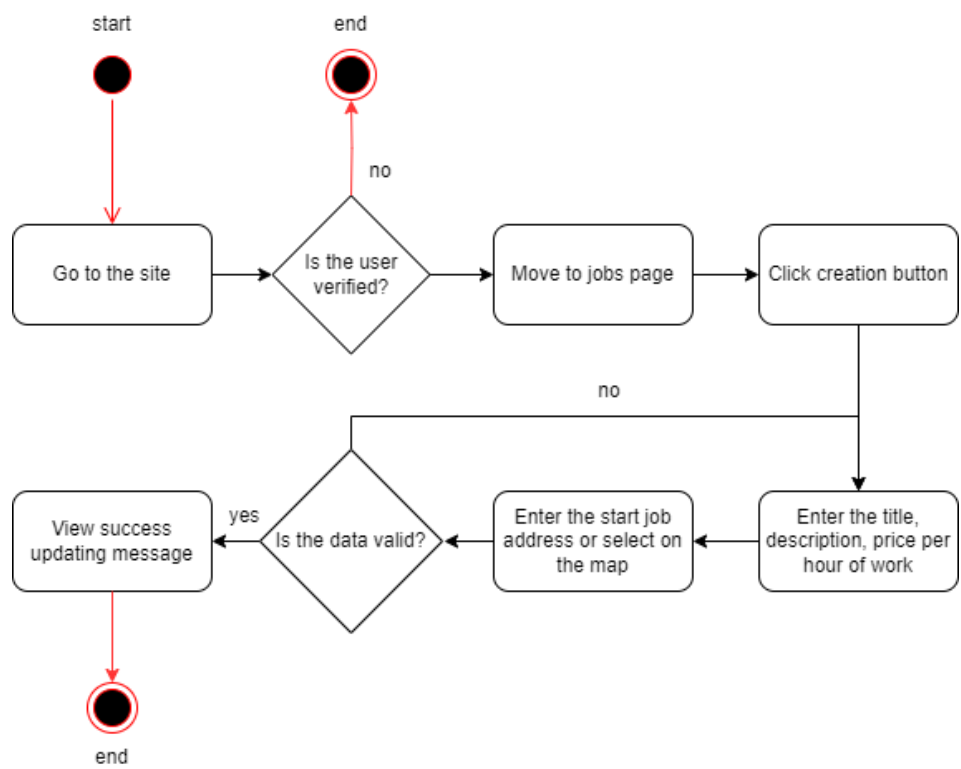 start
end
no
Go to the site
Is the user
verified?
Move to jobs page
Click creation button
no
View success
updating message
yes
Is the data valid?
Enter the start job
address or select on
the map
Enter the title,
description, price per
hour of work
end